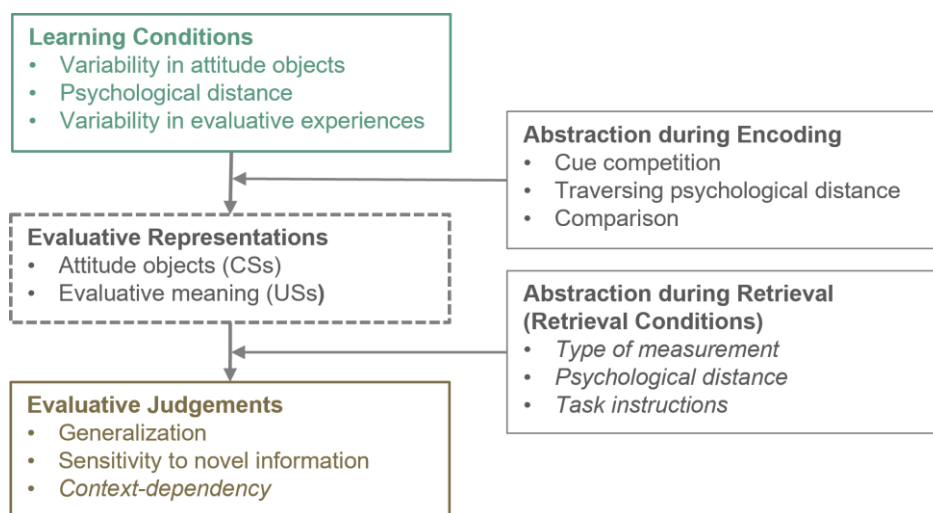 Learning Conditions
• Variability in attitude objects
• Psychological distance
• Variability in evaluative experiences
Abstraction during Encoding
• Cue competition
• Traversing psychological distance
• Comparison
Evaluative Representations
• Attitude objects (CSs)
• Evaluative meaning (USs)
Abstraction during Retrieval
(Retrieval Conditions)
• Type of measurement
• Psychological distance
• Task instructions
Evaluative Judgements
• Generalization
• Sensitivity to novel information
• Context-dependency